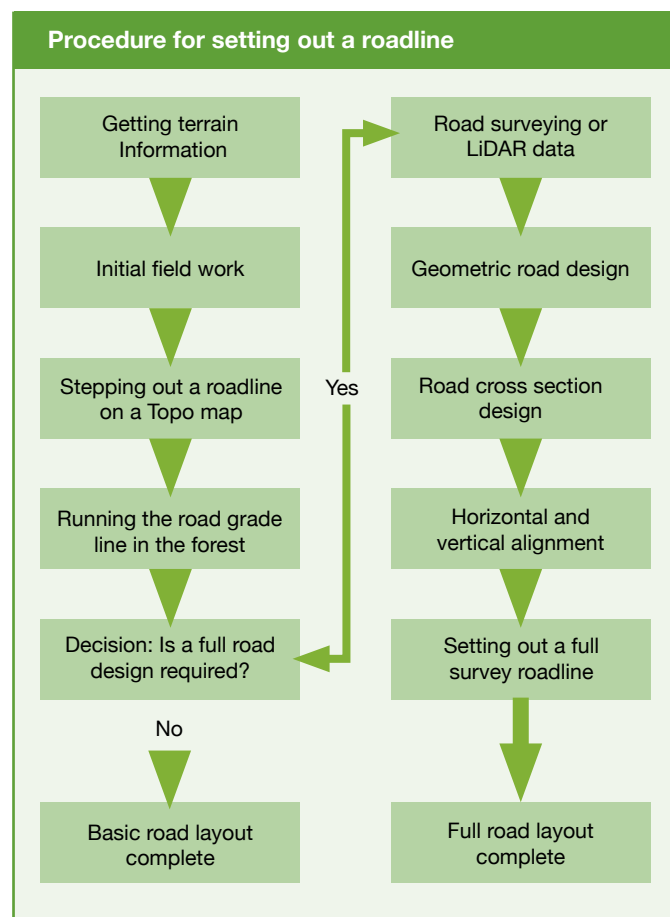 Procedure for setting out a roadline
Getting terrain
Information
Initial field work
Stepping out a roadline
on a Topo map
Running the road grade
line in the forest
Decision: Is a full road
design required?
No
Basic road layout
complete
Yes
Road surveying or
LiDAR data
Geometric road design
Road cross section
design
Horizontal and
vertical alignment
Setting out a full
survey roadline
Full road layout
complete